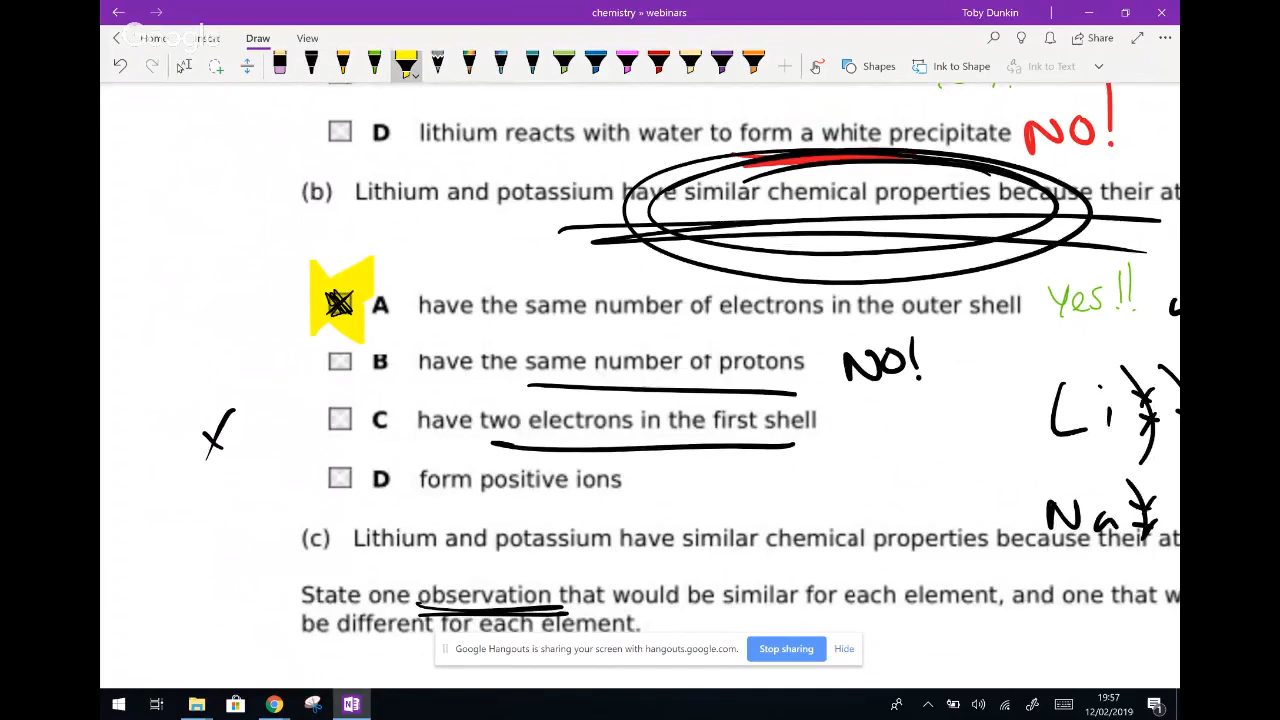 chemistry » webinars
Toby Dunkin
Google
Home Insert Draw View
Share
Shapes Ink to Shape Ink to Text
D lithium reacts with water to form a white precipitate NO!
(b) Lithium and potassium have similar chemical properties because their at
A have the same number of electrons in the outer shell Yes!!
B have the same number of protons NO!
C have two electrons in the first shell
Li
D form positive ions
Na
(c) Lithium and potassium have similar chemical properties because their at
State one observation that would be similar for each element, and one that w
be different for each element.
Google Hangouts is sharing your screen with hangouts.google.com. Stop sharing Hide
19:57
12/02/2019
1